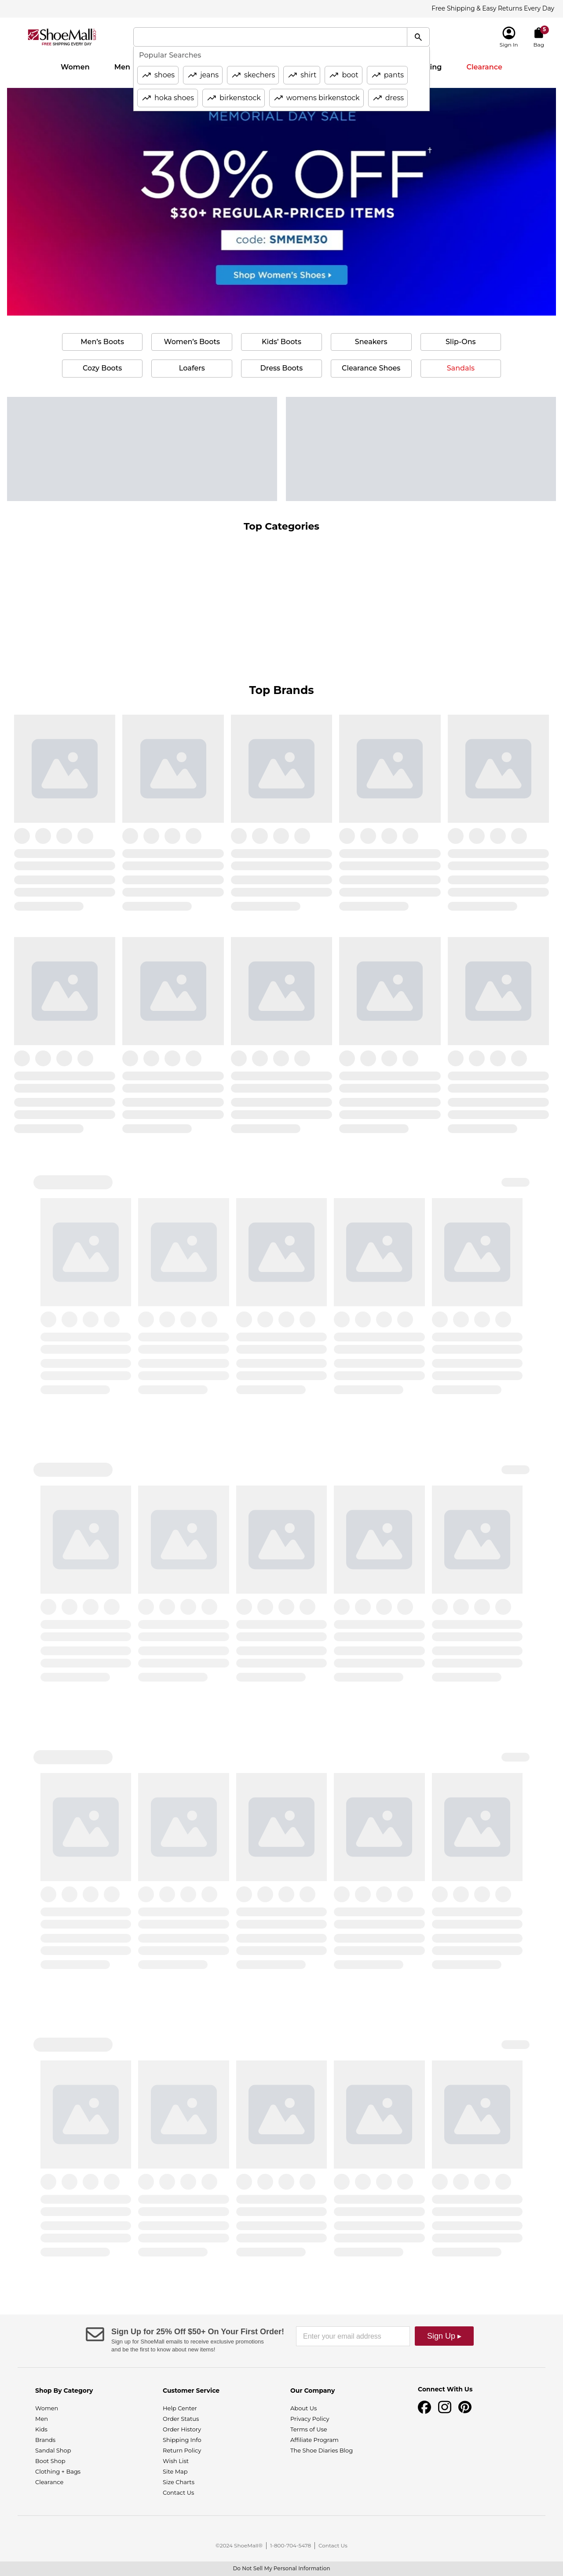 Free Shipping & Easy Returns Every Day
ShoeMall
FREE SHIPPING EVERY DAY
Sign In
5
Bag
Popular Searches
shoes
jeans
skechers
shirt
boot
pants
hoka shoes
birkenstock
womens birkenstock
dress
Women
Men
ing
Clearance
MEMORIAL DAY SALE
30% OFF†
$30+ REGULAR-PRICED ITEMS
code: SMMEM30
Shop Women's Shoes ▸
Men's Boots
Women's Boots
Kids' Boots
Sneakers
Slip-Ons
Cozy Boots
Loafers
Dress Boots
Clearance Shoes
Sandals
Top Categories
Top Brands
Sign Up for 25% Off $50+ On Your First Order!
Sign up for ShoeMall emails to receive exclusive promotions
and be the first to know about new items!
Enter your email address
Sign Up ▸
Shop By Category
Women
Men
Kids
Brands
Sandal Shop
Boot Shop
Clothing + Bags
Clearance
Customer Service
Help Center
Order Status
Order History
Shipping Info
Return Policy
Wish List
Site Map
Size Charts
Contact Us
Our Company
About Us
Privacy Policy
Terms of Use
Affiliate Program
The Shoe Diaries Blog
Connect With Us
©2024 ShoeMall® | 1-800-704-5478 | Contact Us
Do Not Sell My Personal Information